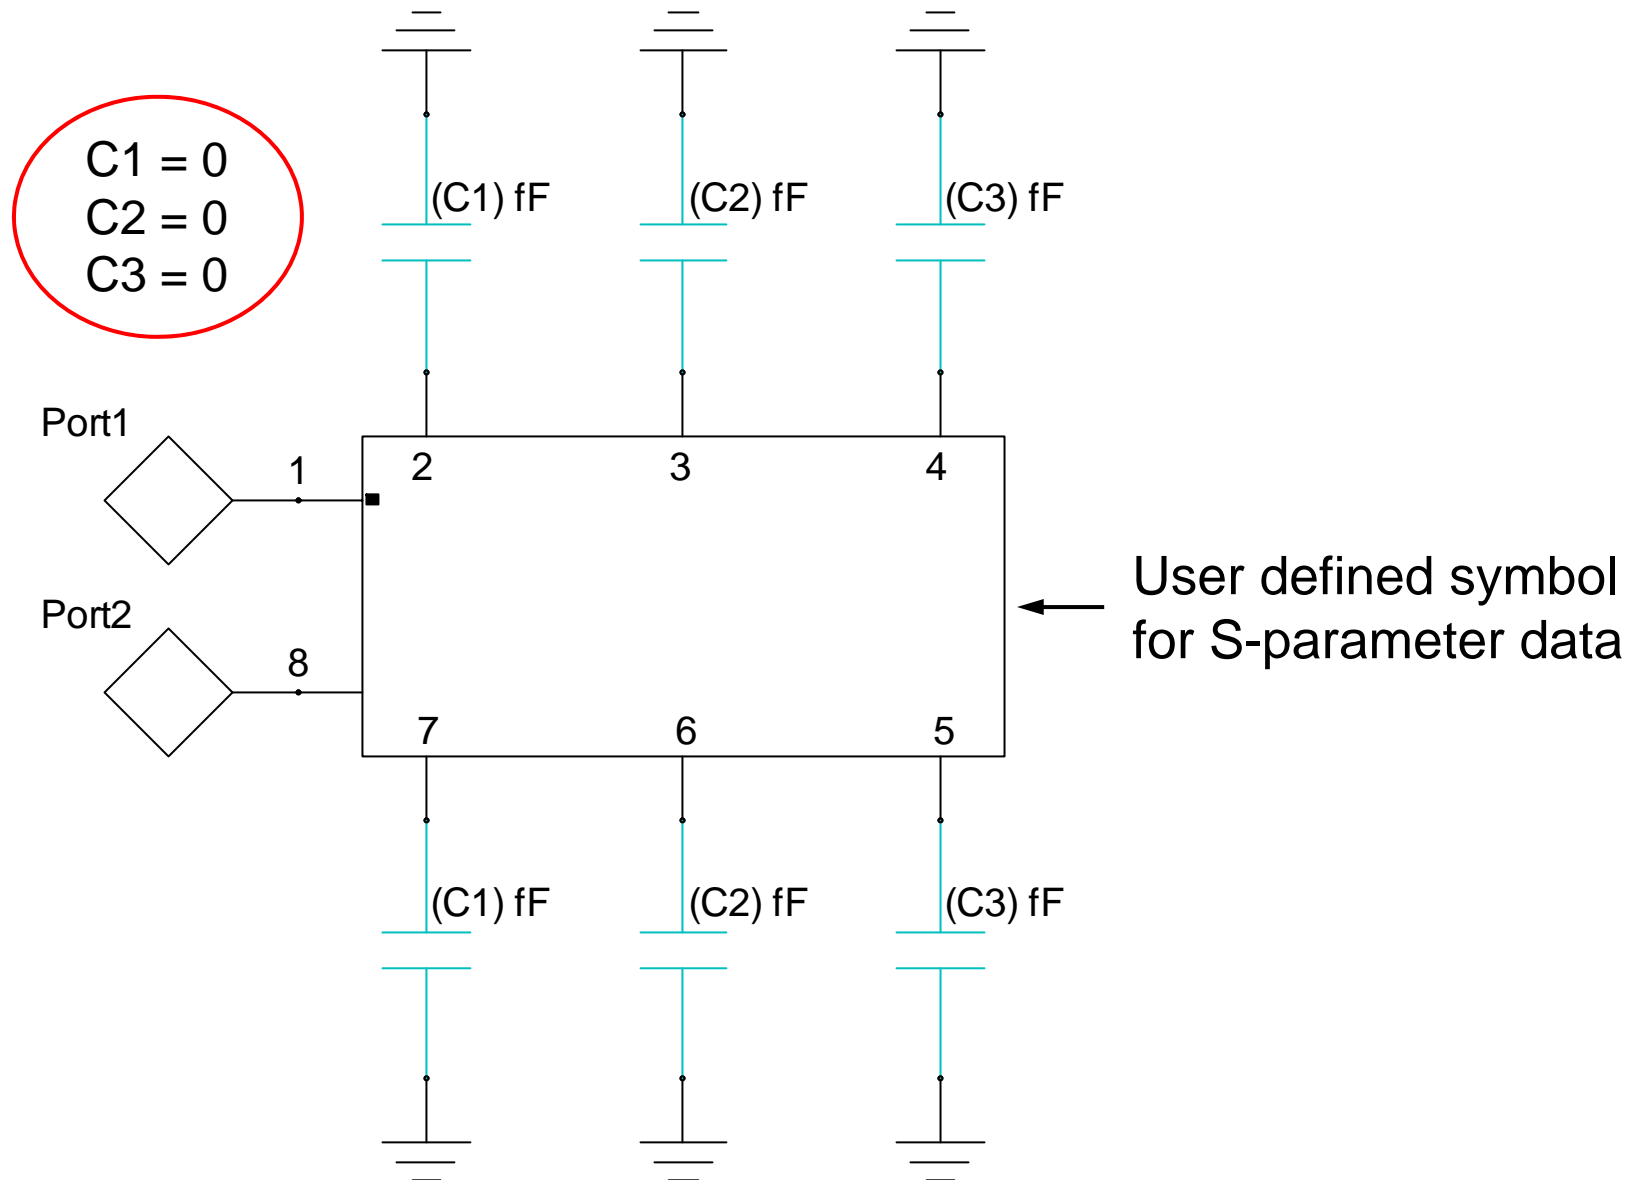 C1 = 0
C2 = 0
C3 = 0
(C1) fF
(C2) fF
(C3) fF
Port1
1
2
3
4
User defined symbol
for S-parameter data
Port2
8
7
6
5
(C1) fF
(C2) fF
(C3) fF